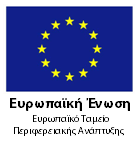 Ευρωπαϊκή Ένωση
Ευρωπαϊκό Ταμείο
Περιφερειακής Ανάπτυξης